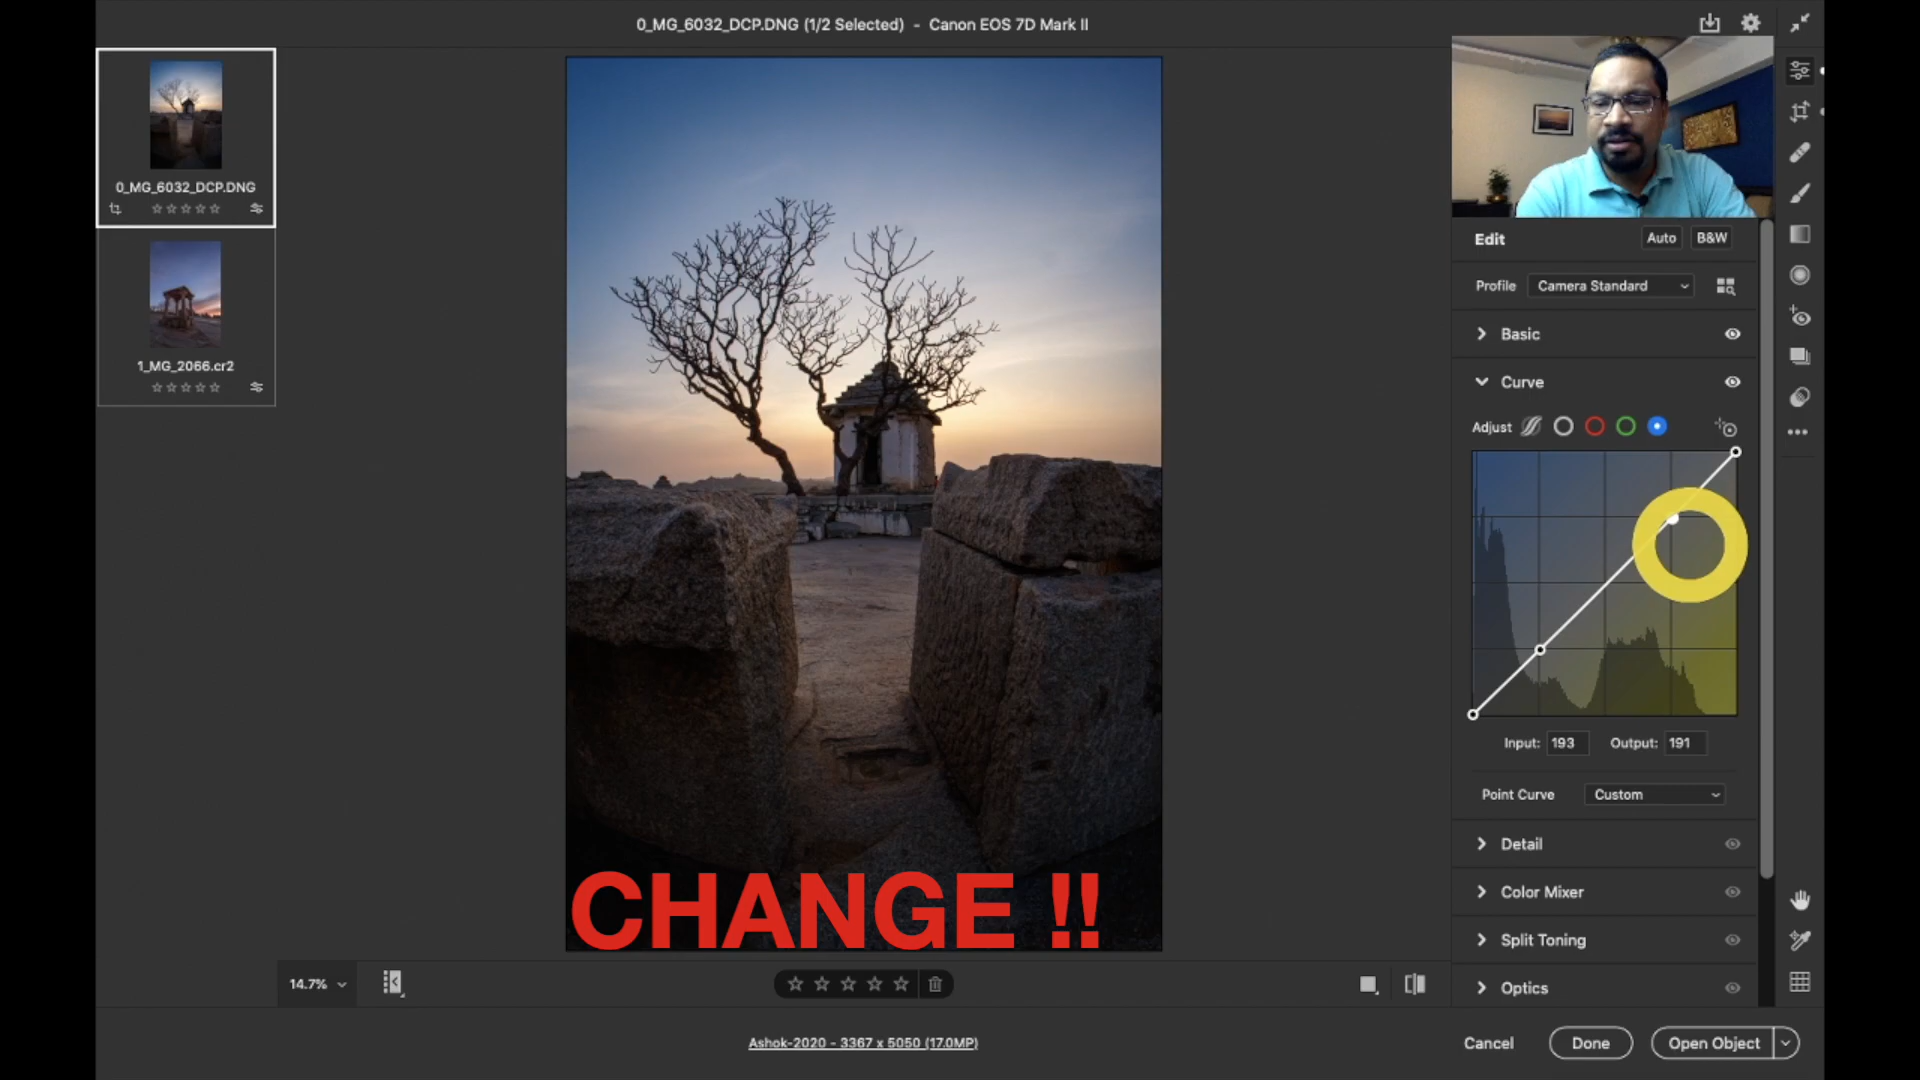 0_MG_6032_DCP.DNG (1/2 Selected) - Canon EOS 7D Mark II
0_MG_6032_DCP.DNG
1_MG_2066.cr2
Edit
Auto
B&W
Profile
Camera Standard
Basic
Curve
Adjust
Input: 193
Output: 191
Point Curve
Custom
Detail
Color Mixer
Split Toning
Optics
CHANGE !!
14.7%
Ashok-2020 - 3367 x 5050 (17.0MP)
Cancel
Done
Open Object